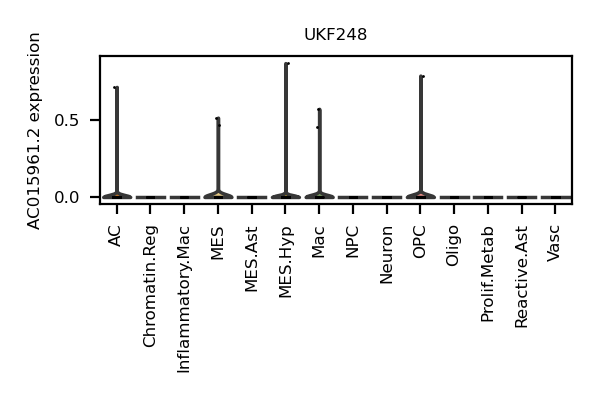 UKF248
AC015961.2 expression
0.5
0.0
AC
Chromatin.Reg
Inflammatory.Mac
MES
MES.Ast
MES.Hyp
Mac
NPC
Neuron
OPC
Oligo
Prolif.Metab
Reactive.Ast
Vasc